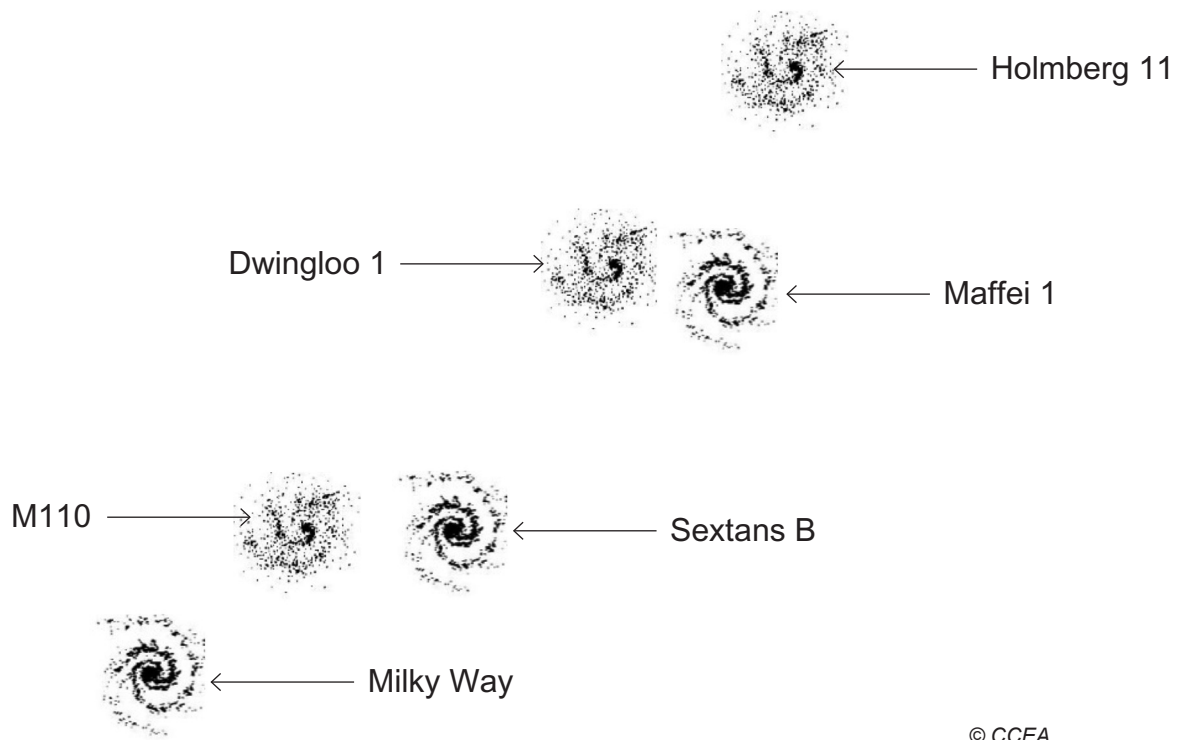 Holmberg 11
Dwingloo 1
Maffei 1
M110
Sextans B
Milky Way
© CCEA